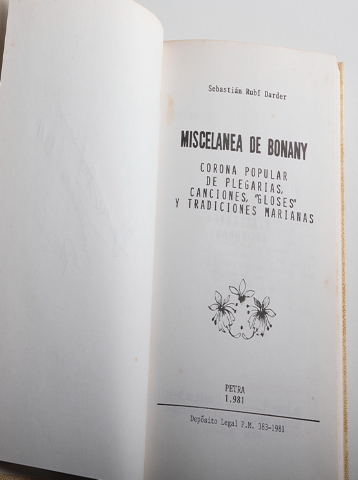 Sebastián Rubí Darder
MISCELANEA DE BONANY
CORONA POPULAR
DE PLEGARIAS,
CANCIONES, "GLOSES"
Y TRADICIONES MARIANAS
PETRA
1.981
Depósito Legal P.M. 383-1981